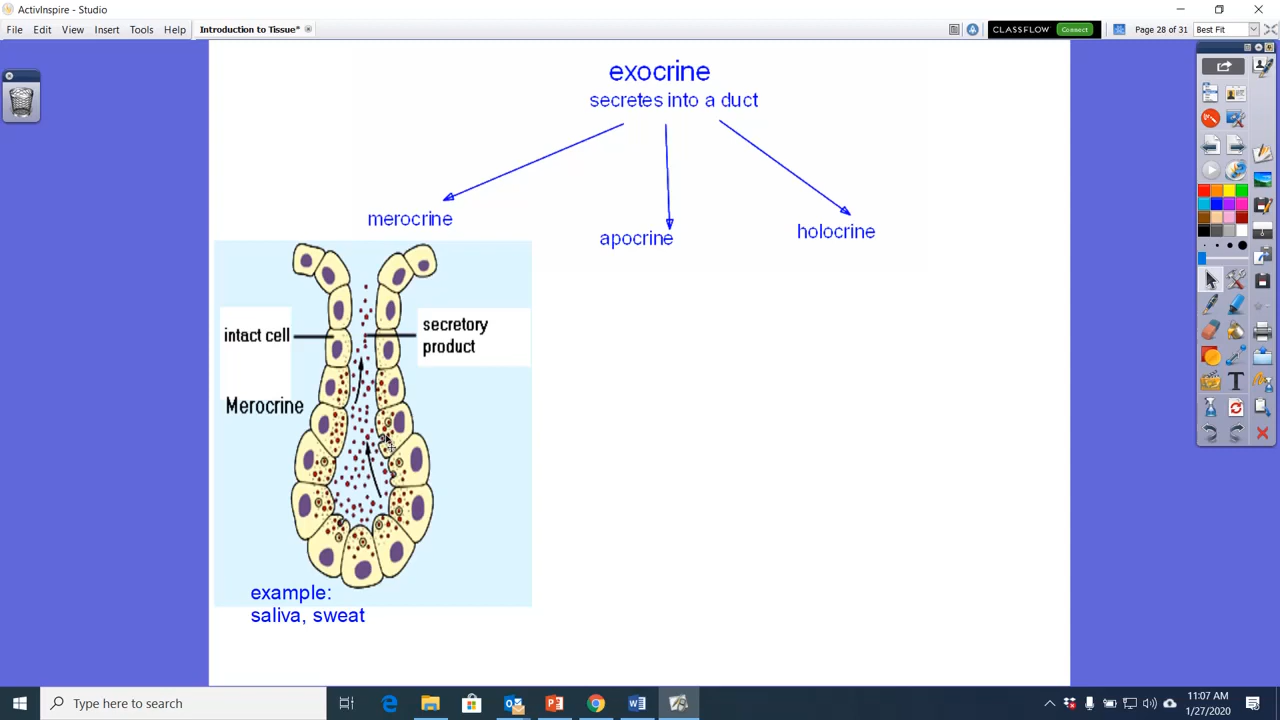 ActivInspire - Studio
File Edit View Insert Tools Help
Introduction to Tissue*
CLASSFLOW Connect
Page 28 of 31
Best Fit
exocrine
secretes into a duct
merocrine
apocrine
holocrine
intact cell
secretory
product
Merocrine
example:
saliva, sweat
Type here to search
11:07 AM
1/27/2020